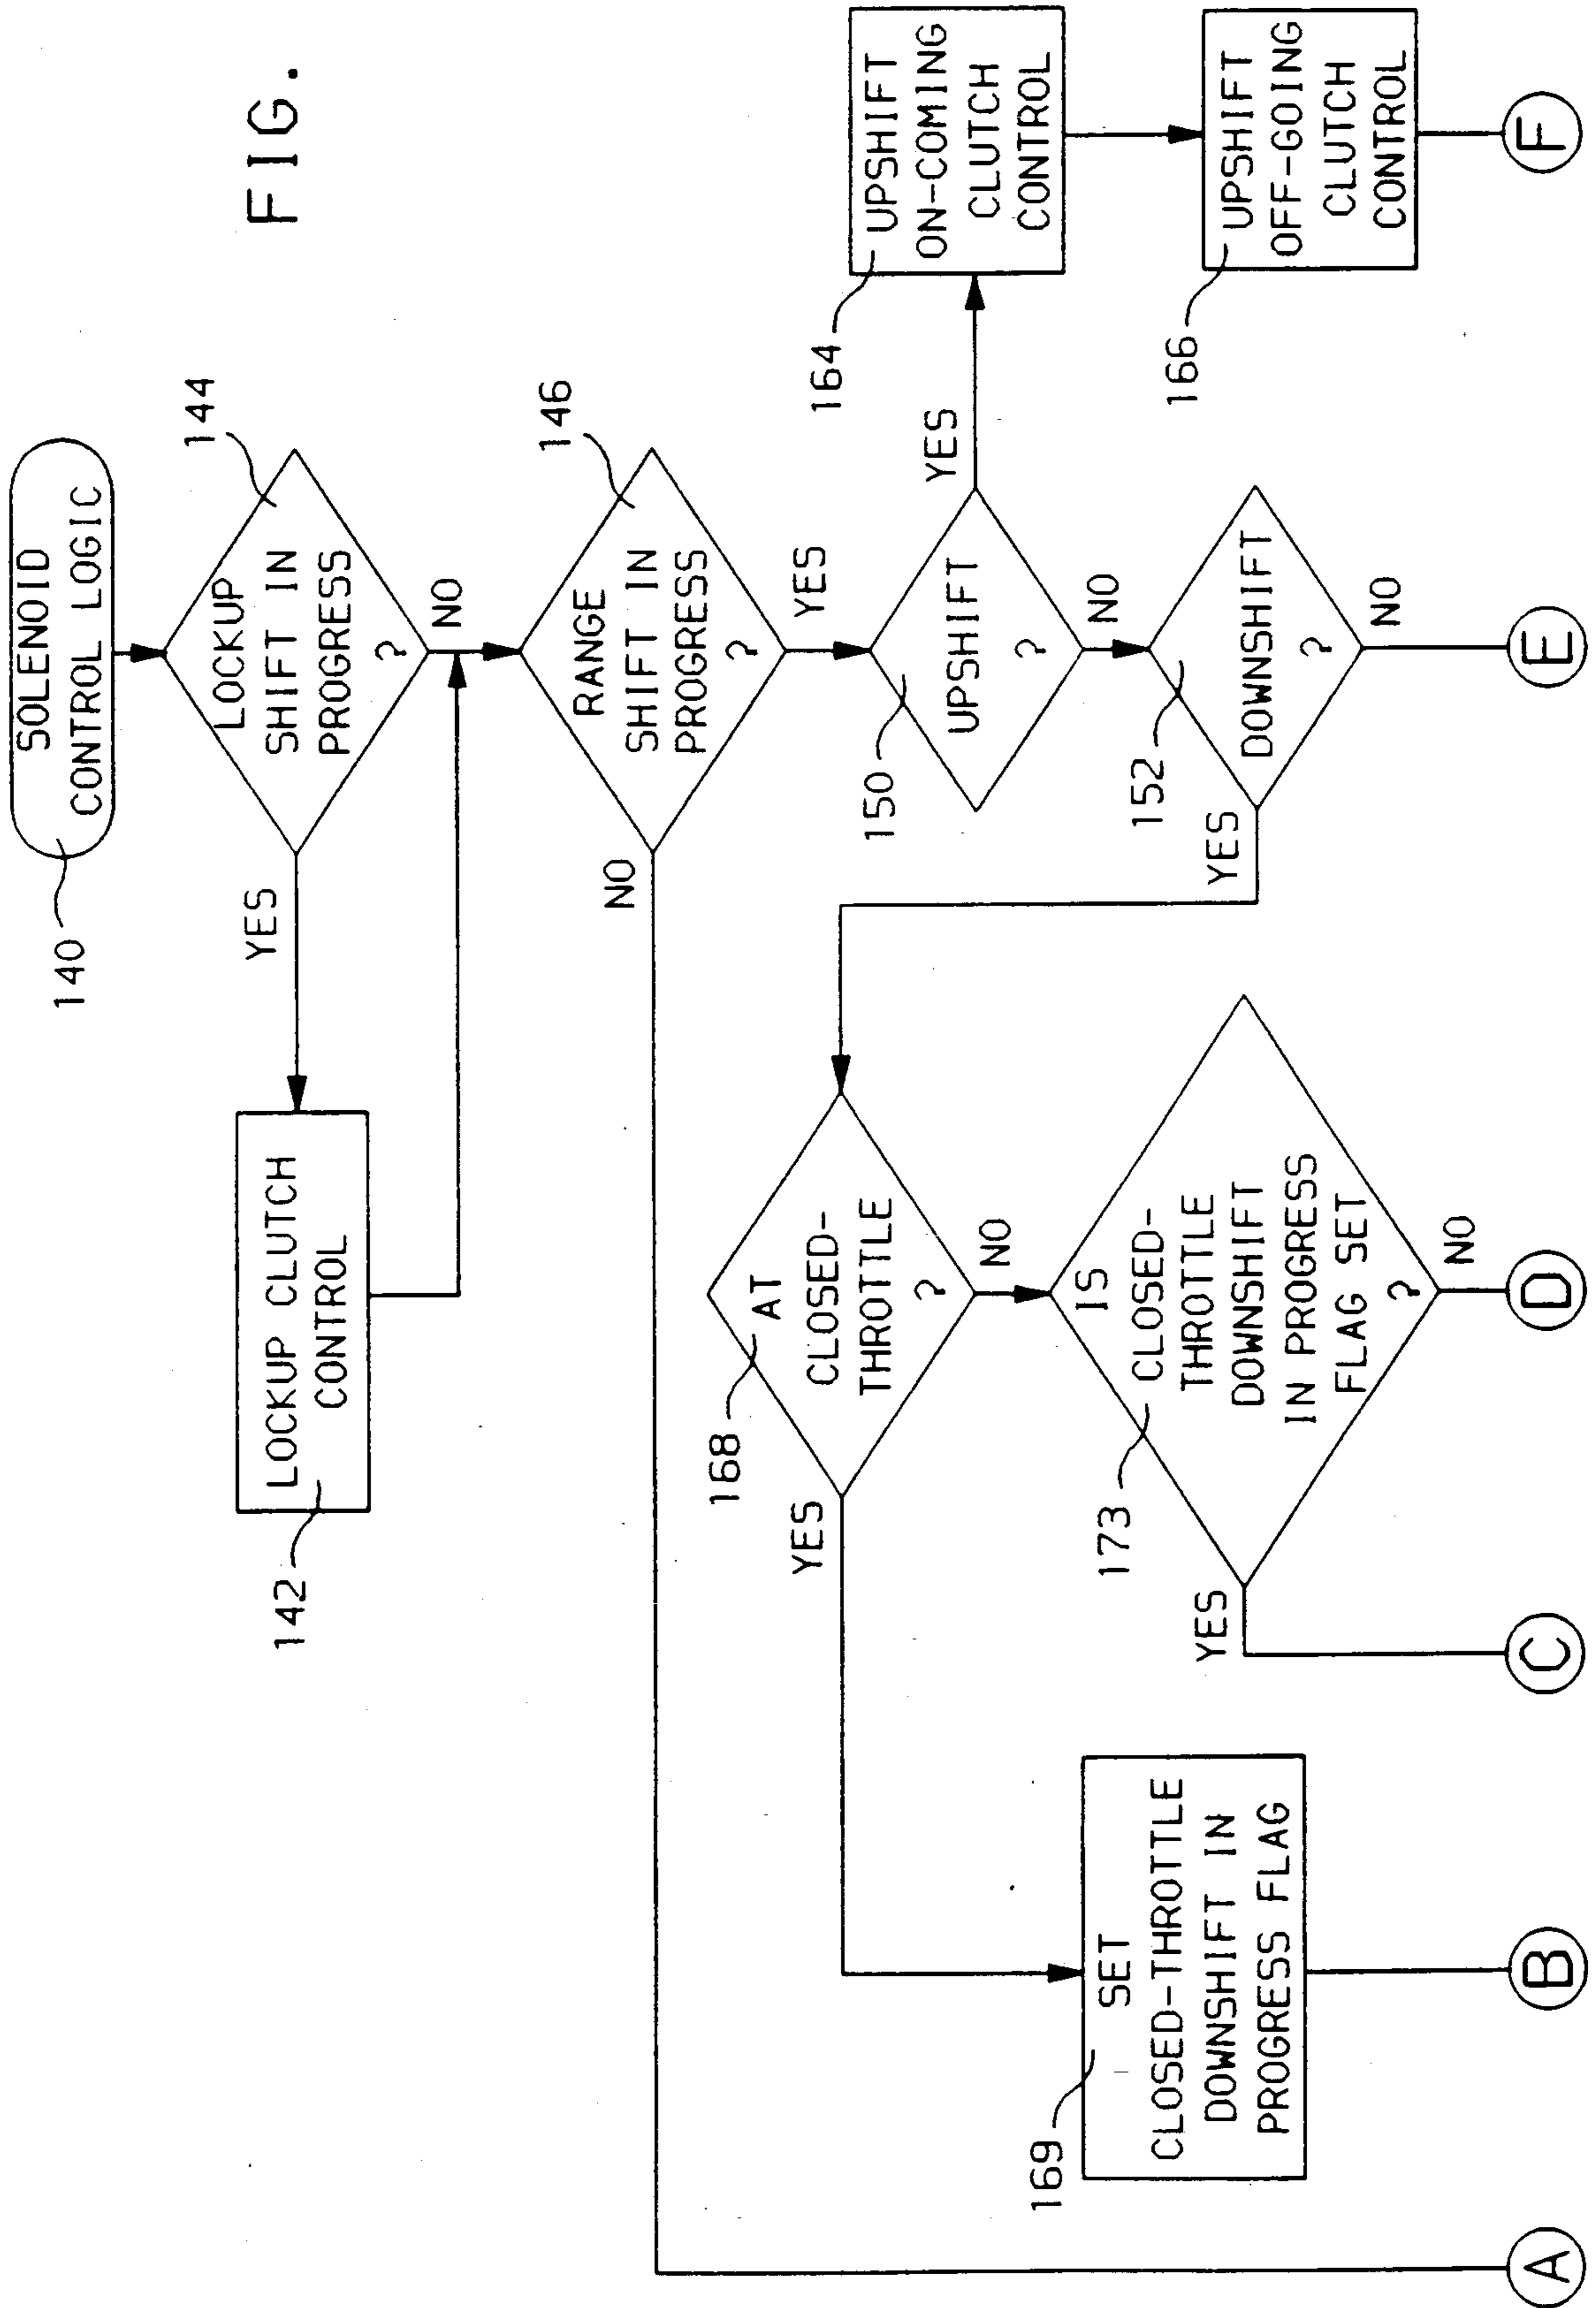 FIG.
SOLENOID
CONTROL LOGIC
140
LOCKUP
SHIFT IN
PROGRESS
?
144
YES
NO
LOCKUP CLUTCH
CONTROL
142
RANGE
SHIFT IN
PROGRESS
?
146
NO
YES
UPSHIFT
?
150
YES
NO
UPSHIFT
ON-COMING
CLUTCH
CONTROL
164
UPSHIFT
OFF-GOING
CLUTCH
CONTROL
166
DOWNSHIFT
?
152
YES
NO
AT
CLOSED-
THROTTLE
?
168
YES
NO
IS
CLOSED-
THROTTLE
DOWNSHIFT
IN PROGRESS
FLAG SET
?
173
YES
NO
SET
CLOSED-THROTTLE
DOWNSHIFT IN
PROGRESS FLAG
169
A
B
C
D
E
F